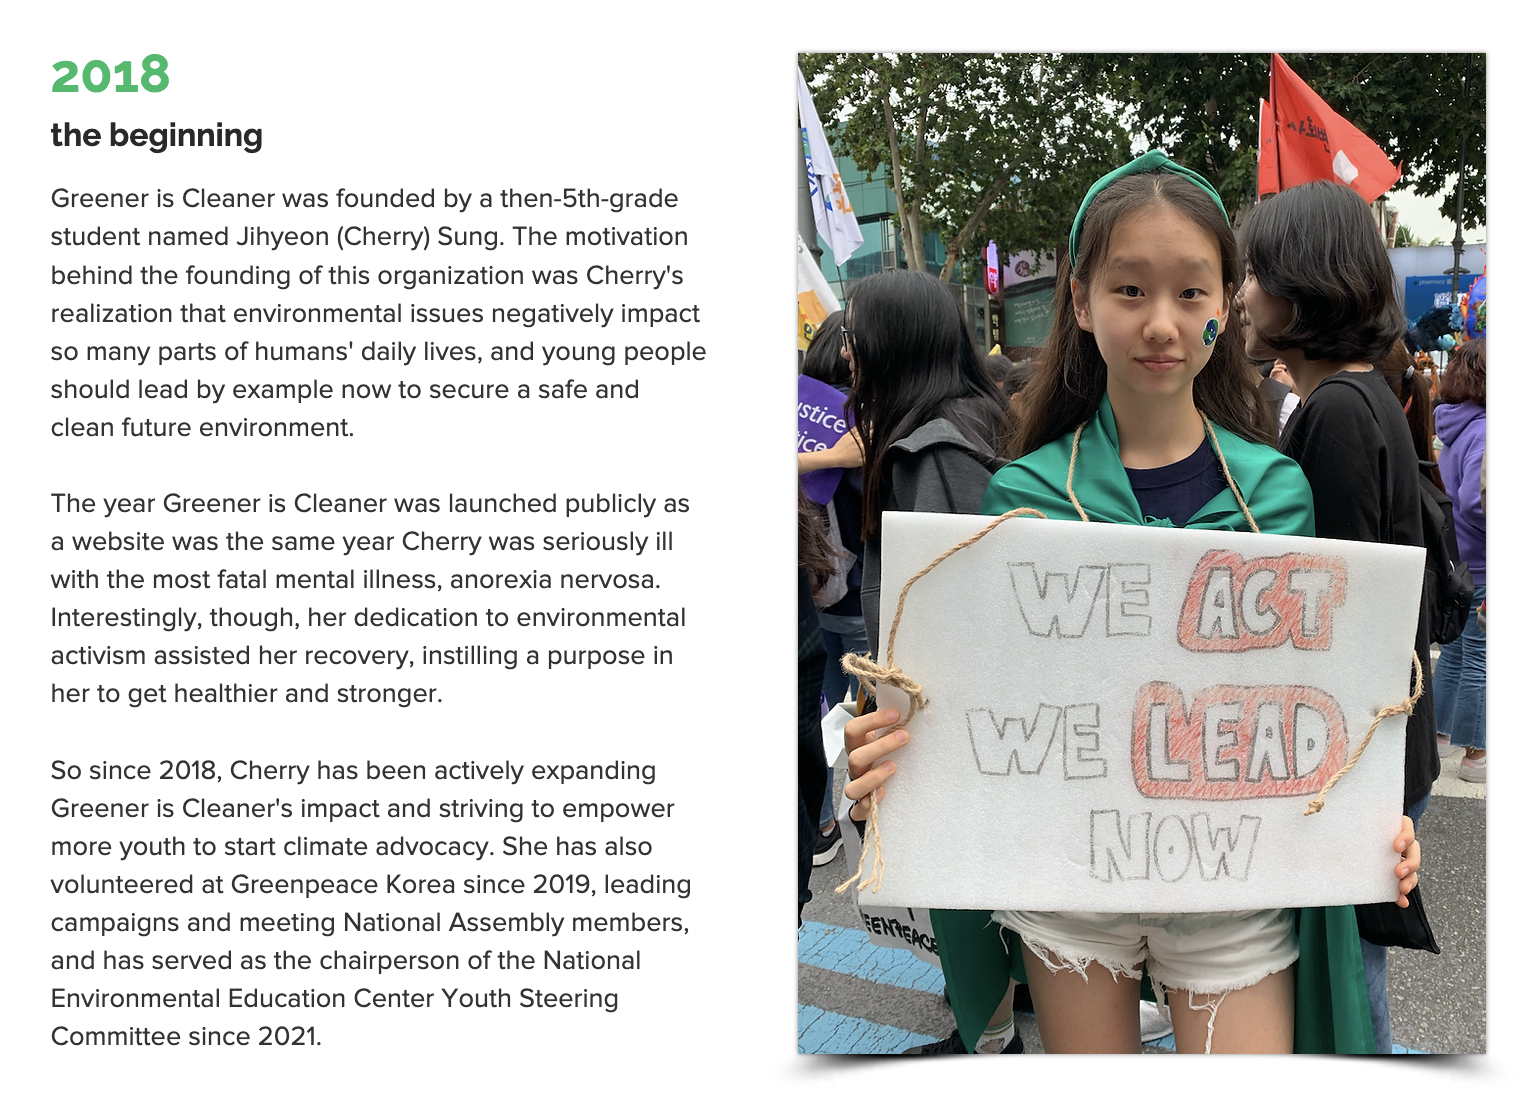 2018
the beginning
Greener is Cleaner was founded by a then-5th-grade
student named Jihyeon (Cherry) Sung. The motivation
behind the founding of this organization was Cherry's
realization that environmental issues negatively impact
so many parts of humans' daily lives, and young people
should lead by example now to secure a safe and
clean future environment.
The year Greener is Cleaner was launched publicly as
a website was the same year Cherry was seriously ill
with the most fatal mental illness, anorexia nervosa.
Interestingly, though, her dedication to environmental
activism assisted her recovery, instilling a purpose in
her to get healthier and stronger.
So since 2018, Cherry has been actively expanding
Greener is Cleaner's impact and striving to empower
more youth to start climate advocacy. She has also
volunteered at Greenpeace Korea since 2019, leading
campaigns and meeting National Assembly members,
and has served as the chairperson of the National
Environmental Education Center Youth Steering
Committee since 2021.
WE ACT
WE LEAD
NOW
pharmacy
ustice
tice
EENPEACE